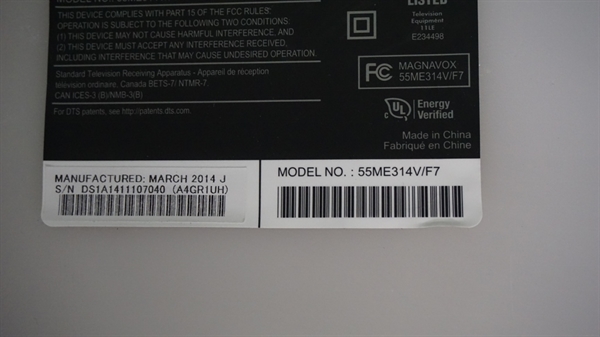 THIS DEVICE COMPLIES WITH PART 15 OF THE FCC RULES:
OPERATION IS SUBJECT TO THE FOLLOWING TWO CONDITIONS:
(1) THIS DEVICE MAY NOT CAUSE HARMFUL INTERFERENCE, AND
(2) THIS DEVICE MUST ACCEPT ANY INTERFERENCE,
INCLUDING INTERFERENCE THAT MAY CAUSE UNDESIRED OPERATION.
Standard Television Receiving Apparatus - Appareil de réception
télévision ordinaire, Canada BETS-7/ NTMR-7
CAN ICES-3 (B)/NMB-3(B)
For DTS patents, see http://patents.dts.com.
LISTED
Television
Equipment
11LE
E234498
FC
MAGNAVOX
55ME314V/F7
c UL
Energy
Verified
Made in China
Fabriqué en Chine
MANUFACTURED: MARCH 2014 J
S/N DS1A1411107040 (A4GR1UH)
MODEL NO. : 55ME314V/F7